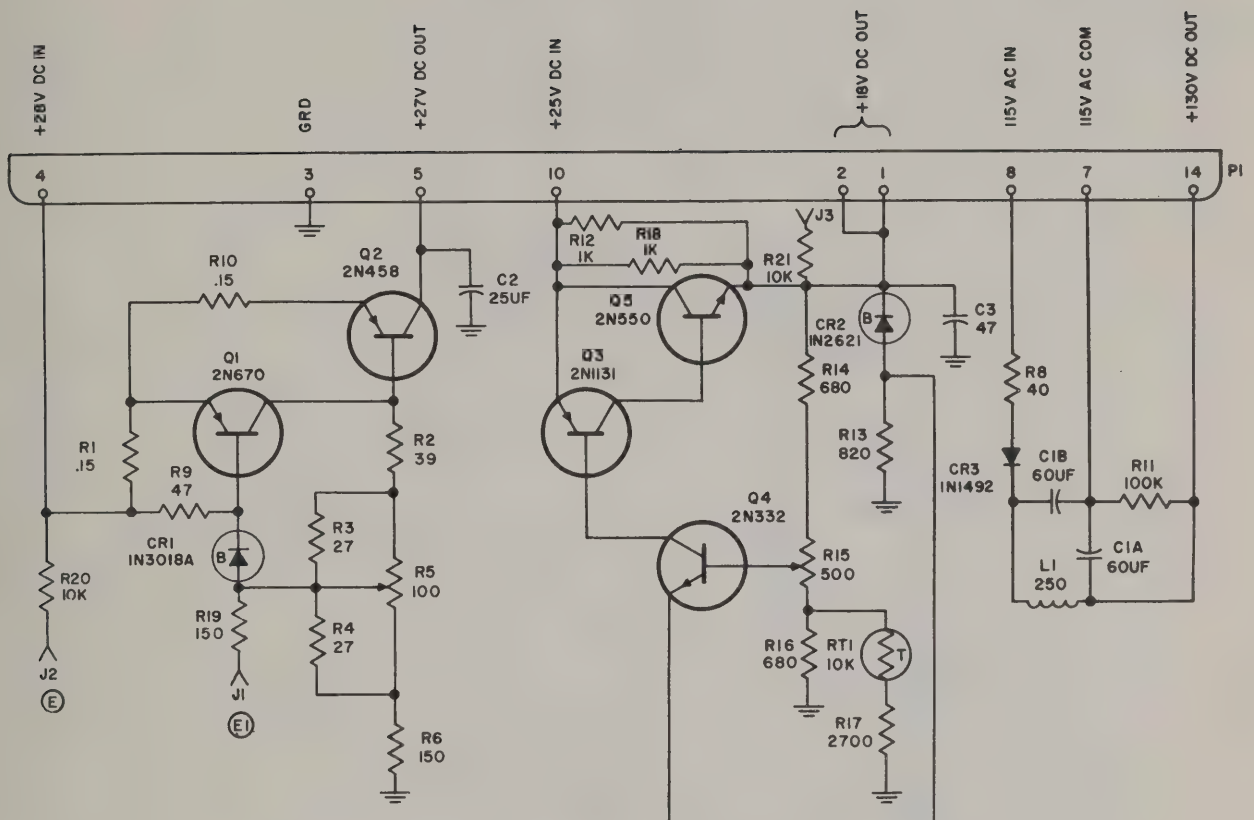 +28V DC IN
GRD
+27V DC OUT
+25V DC IN
+18V DC OUT
115V AC IN
115V AC COM
+130V DC OUT
4
3
5
10
2
1
8
7
14
P1
R10
.15
Q2
2N458
C2
25UF
R12
1K
R18
1K
J3
R21
10K
Q5
2N550
CR2
1N2621
B
C3
47
Q1
2N670
Q3
2N1131
R14
680
R8
40
R1
.15
R9
47
R2
39
R13
820
CR3
1N1492
C1B
60UF
R11
100K
CR1
1N3018A
B
R3
27
R5
100
Q4
2N332
R15
500
L1
250
C1A
60UF
R20
10K
R19
150
R4
27
R16
680
RT1
10K
T
J2
E
J1
E1
R6
150
R17
2700